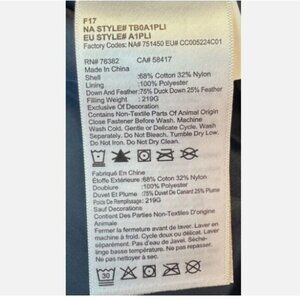 F17
NA STYLE# TB0A1PLI
EU STYLE# A1PLI
Factory Codes: NA# 751450 EU# CC005224C01
RN# 76382 CA# 58417
Made In China
Shell :68% Cotton 32% Nylon
Lining :100% Polyester
Down And Feather:75% Duck Down 25% Feather
Filling Weight :219G
Exclusive Of Decoration
Contains Non-Textile Parts Of Animal Origin
Close Fastener Before Wash. Machine
Wash Cold. Gentle or Delicate Cycle. Wash
Separately. Do Not Bleach. Tumble Dry Low.
Do Not Iron. Do Not Dry Clean.
Fabriqué En Chine
Étoffe Extérieure :68% Coton 32% Nylon
Doublure :100% Polyester
Duvet Et Plume :75% Duvet De Canard 25% Plume
Poids De Remplissage: 219G
Sauf Decorations
Contient Des Parties Non-Textiles D'origine
Animale
Fermer la fermeture avant du lavage. Laver en
machine à froid. Cycle doux ou délicat. Laver
séparément. Pas d'eau de Javel. Sèche-
linge basse température. Ne pas repasser.
Ne pas nettoyer à sec.
30